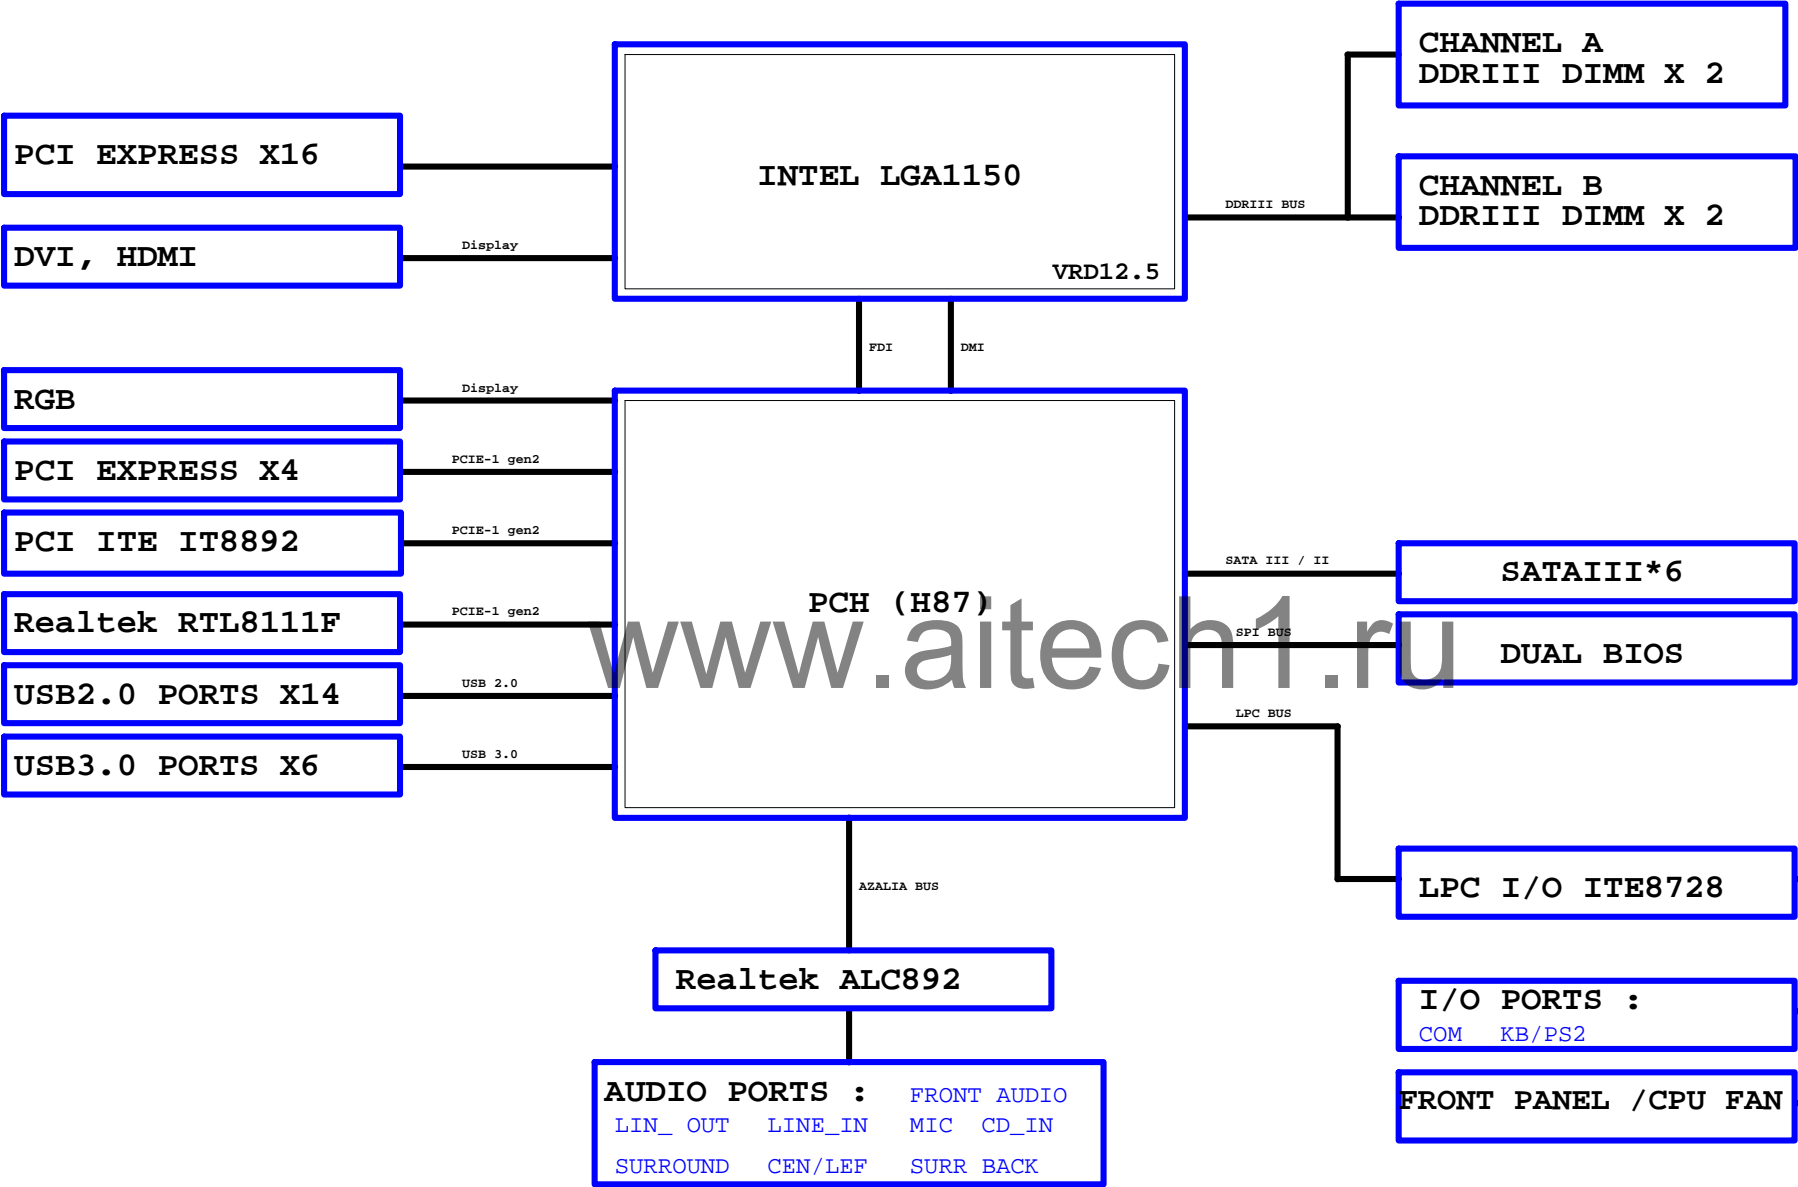 CHANNEL A
DDRIII DIMM X 2
PCI EXPRESS X16
INTEL LGA1150
CHANNEL B
DDRIII DIMM X 2
DDRIII BUS
DVI, HDMI
Display
VRD12.5
FDI
DMI
RGB
Display
PCI EXPRESS X4
PCIE-1 gen2
PCI ITE IT8892
PCIE-1 gen2
SATA III / II
SATAIII*6
PCH (H87)
Realtek RTL8111F
PCIE-1 gen2
www.aitech1.ru
SPI BUS
DUAL BIOS
USB2.0 PORTS X14
USB 2.0
LPC BUS
USB3.0 PORTS X6
USB 3.0
AZALIA BUS
LPC I/O ITE8728
Realtek ALC892
I/O PORTS :
COM KB/PS2
AUDIO PORTS : FRONT AUDIO
LIN_ OUT LINE_IN MIC CD_IN
SURROUND CEN/LEF SURR BACK
FRONT PANEL /CPU FAN